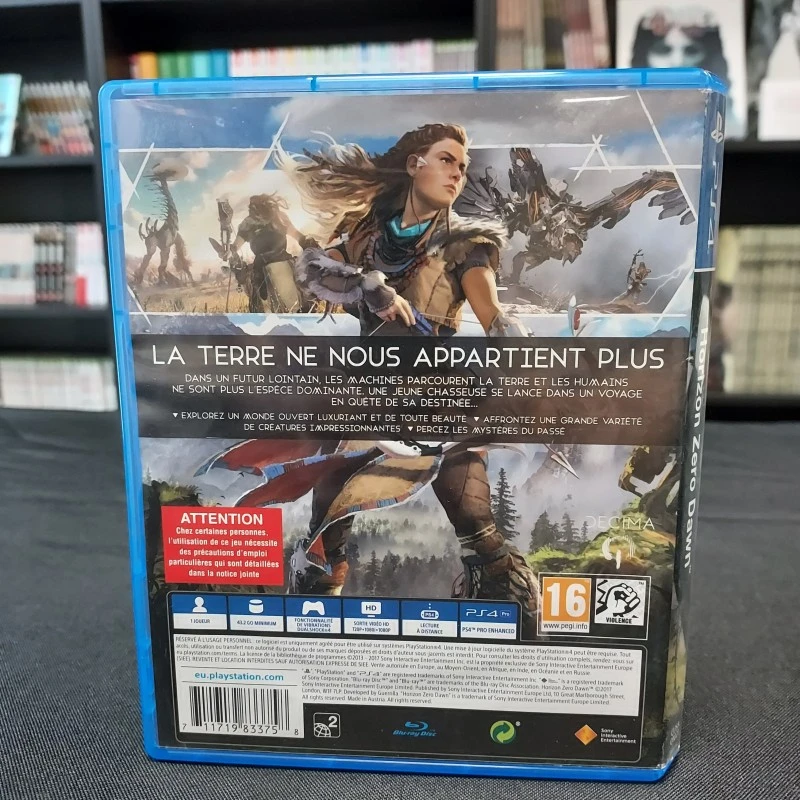 LA TERRE NE NOUS APPARTIENT PLUS
DANS UN FUTUR LOINTAIN, LES MACHINES PARCOURENT LA TERRE ET LES HUMAINS
NE SONT PLUS L'ESPÈCE DOMINANTE. UNE JEUNE CHASSEUSE SE LANCE DANS UN VOYAGE
EN QUÊTE DE SA DESTINÉE...
▼ EXPLOREZ UN MONDE OUVERT LUXURIANT ET DE TOUTE BEAUTÉ ▼ AFFRONTEZ UNE GRANDE VARIÉTÉ
DE CRÉATURES IMPRESSIONNANTES ▼ PERCEZ LES MYSTÈRES DU PASSÉ
PS4
Horizon Zero Dawn™
DECIMA
ATTENTION
Chez certaines personnes,
l'utilisation de ce jeu nécessite
des précautions d'emploi
particulières qui sont détaillées
dans la notice jointe
16
www.pegi.info
VIOLENCE
1 JOUEUR
45.2 GO MINIMUM
FONCTIONNALITÉ
DE VIBRATIONS
DUALSHOCK®4
HD
SORTIE VIDÉO HD
720P•1080i•1080P
PS4
LECTURE
À DISTANCE
PS4 Pro
PS4™ PRO ENHANCED
eu.playstation.com
7 11719 83375 8
2
Blu-ray Disc
Sony
Interactive
Entertainment